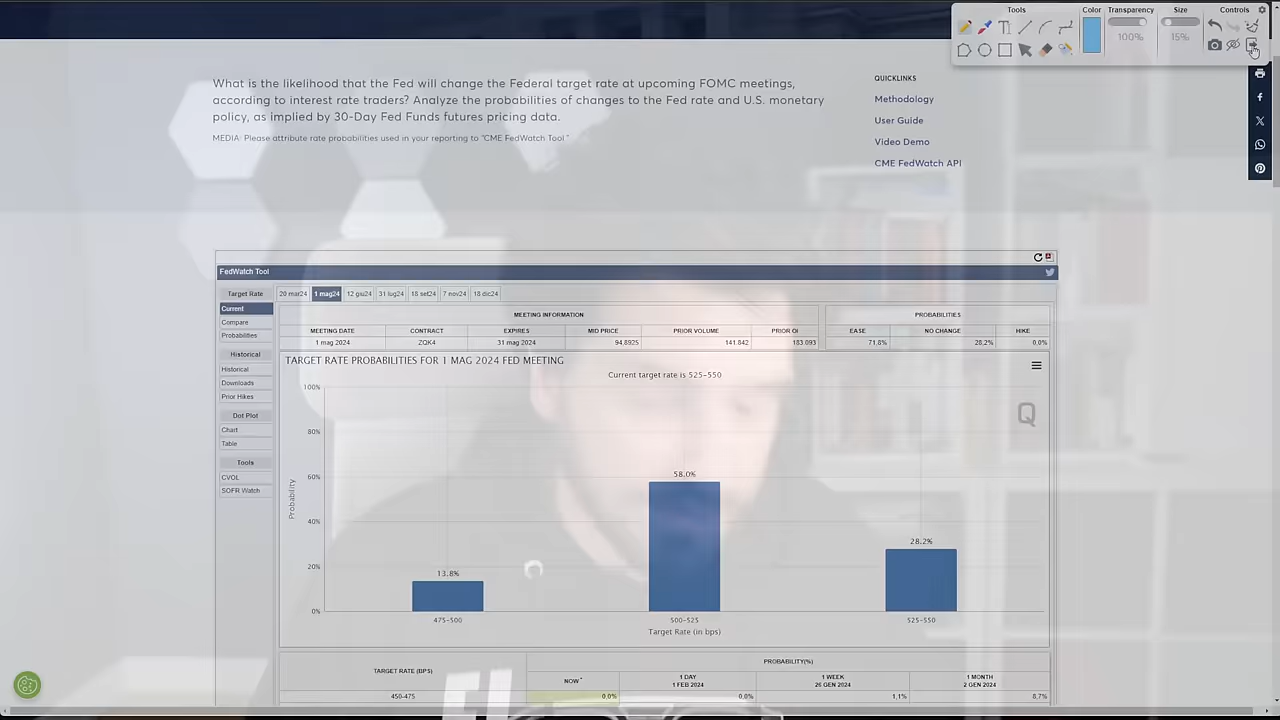 Tools
Color
Transparency
Size
Controls
100%
15%
What is the likelihood that the Fed will change the Federal target rate at upcoming FOMC meetings,
according to interest rate traders? Analyze the probabilities of changes to the Fed rate and U.S. monetary
policy, as implied by 30-Day Fed Funds futures pricing data.
MEDIA: Please attribute rate probabilities used in your reporting to "CME FedWatch Tool."
QUICKLINKS
Methodology
User Guide
Video Demo
CME FedWatch API
FedWatch Tool
Target Rate
Current
Compare
Probabilities
Historical
Historical
Downloads
Prior Hikes
Dot Plot
Chart
Table
Tools
CVOL
SOFR Watch
20 mar24 1 mag24 12 giu24 31 lug24 18 set24 7 nov24 18 dic24
MEETING INFORMATION
MEETING DATE CONTRACT EXPIRES MID PRICE PRIOR VOLUME PRIOR OI
1 mag 2024 ZQK4 31 mag 2024 94,8925 141.842 183.093
PROBABILITIES
EASE NO CHANGE HIKE
71,8% 28,2% 0,0%
TARGET RATE PROBABILITIES FOR 1 MAG 2024 FED MEETING
Current target rate is 525-550
Q
Probability
100%
80%
60%
40%
20%
0%
13.8%
58.0%
28.2%
475-500
500-525
525-550
Target Rate (in bps)
TARGET RATE (BPS)
PROBABILITY(%)
NOW *
1 DAY
1 FEB 2024
1 WEEK
26 GEN 2024
1 MONTH
2 GEN 2024
450-475 0,0% 0,0% 1,1% 8,7%